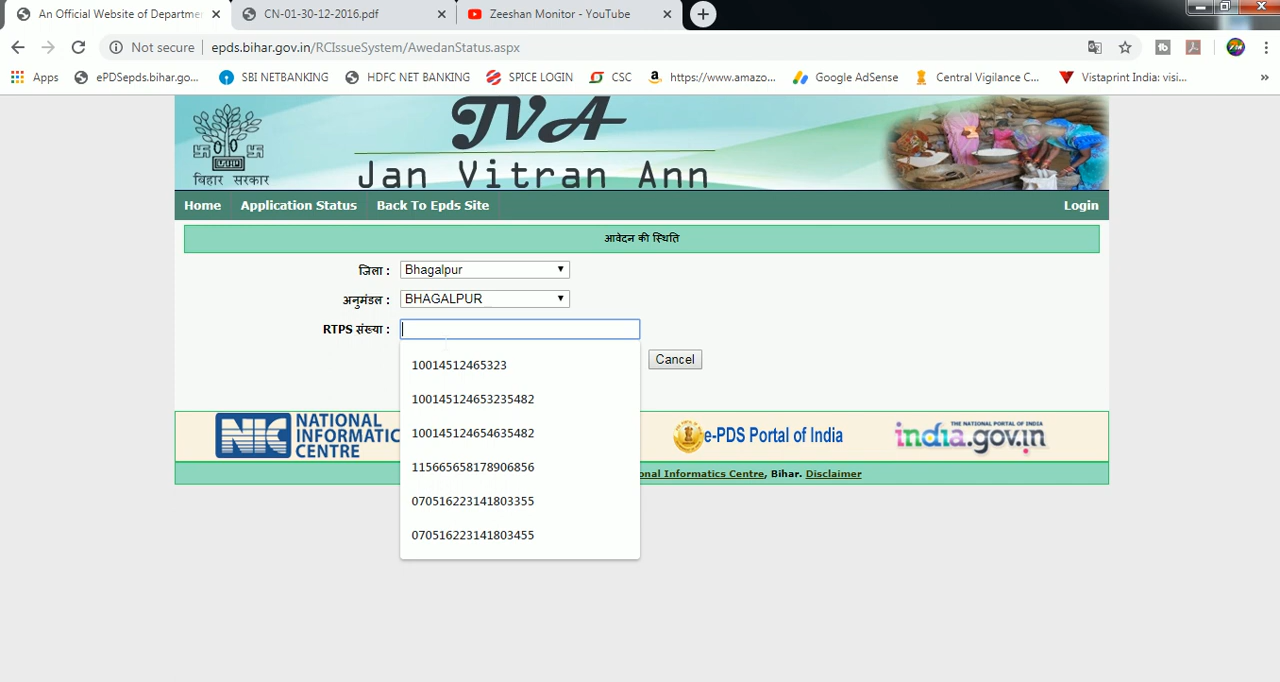 An Official Website of Departme
CN-01-30-12-2016.pdf
Zeeshan Monitor - YouTube
Not secure | epds.bihar.gov.in/RCIssueSystem/AwedanStatus.aspx
Apps
ePDSepds.bihar.go...
SBI NETBANKING
HDFC NET BANKING
SPICE LOGIN
CSC
https://www.amazo...
Google AdSense
Central Vigilance C...
Vistaprint India: visi...
»
बिहार सरकार
JVA
Jan Vitran Ann
Home
Application Status
Back To Epds Site
Login
आवेदन की स्थिति
जिला :
Bhagalpur
अनुमंडल :
BHAGALPUR
RTPS संख्या :
10014512465323
100145124653235482
100145124654635482
115665658178906856
070516223141803355
070516223141803455
Cancel
NIC
NATIONAL
INFORMATIC
CENTRE
e-PDS Portal of India
THE NATIONAL PORTAL OF INDIA
india.gov.in
onal Informatics Centre, Bihar. Disclaimer